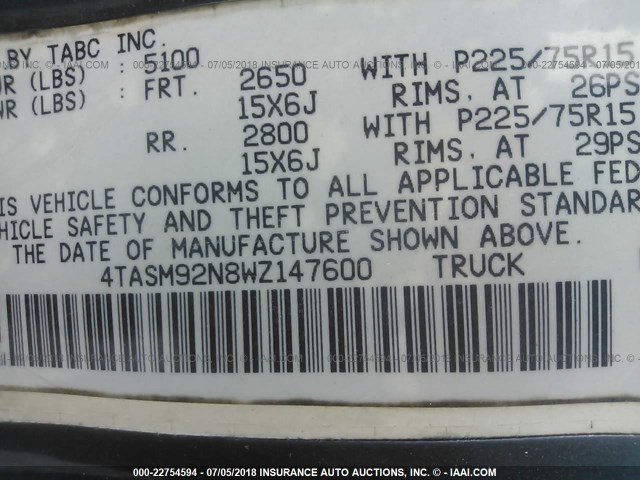 BY TABC INC.
(LBS) : 5100
WR (LBS) : FRT. 2650 WITH P225/75R15
15X6J RIMS, AT 26PS
RR. 2800 WITH P225/75R15
15X6J RIMS, AT 29PS
IS VEHICLE CONFORMS TO ALL APPLICABLE FED
HICLE SAFETY AND THEFT PREVENTION STANDAR
THE DATE OF MANUFACTURE SHOWN ABOVE.
4TASM92N8WZ147600 TRUCK
000-22754594 - 07/05/2018 INSURANCE AUTO AUCTIONS, INC. - © IAAI.COM